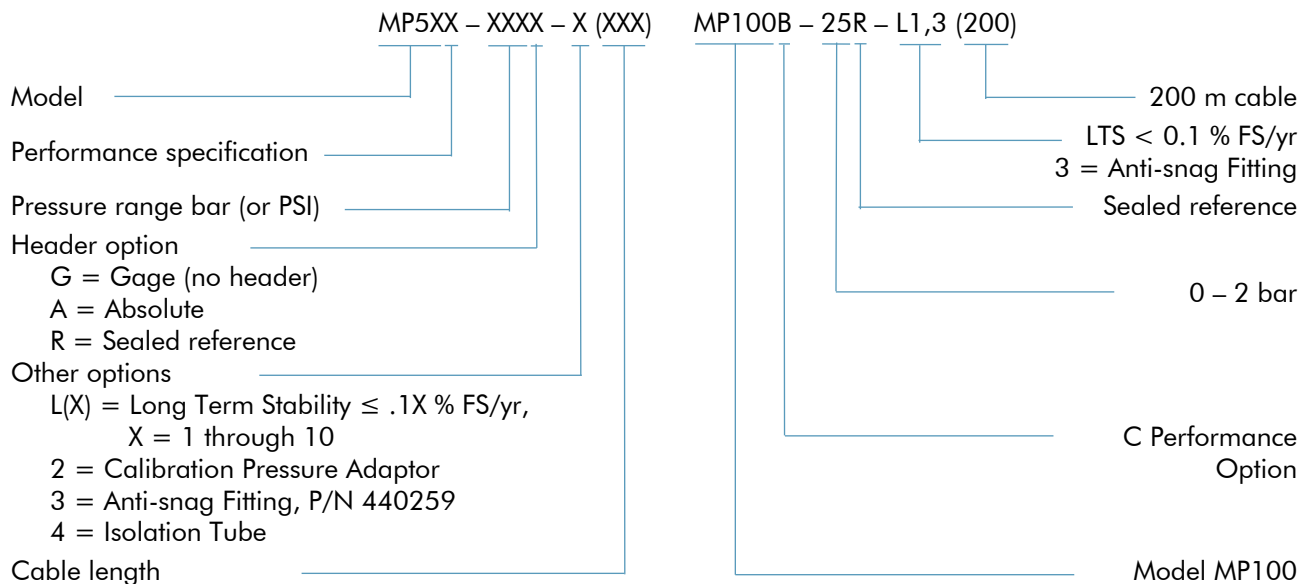 MP5XX – XXXX – X (XXX)
MP100B – 25R – L1,3 (200)
Model
Performance specification
Pressure range bar (or PSI)
Header option
G = Gage (no header)
A = Absolute
R = Sealed reference
Other options
L(X) = Long Term Stability ≤ .1X % FS/yr,
X = 1 through 10
2 = Calibration Pressure Adaptor
3 = Anti-snag Fitting, P/N 440259
4 = Isolation Tube
Cable length
200 m cable
LTS < 0.1 % FS/yr
3 = Anti-snag Fitting
Sealed reference
0 – 2 bar
C Performance
Option
Model MP100